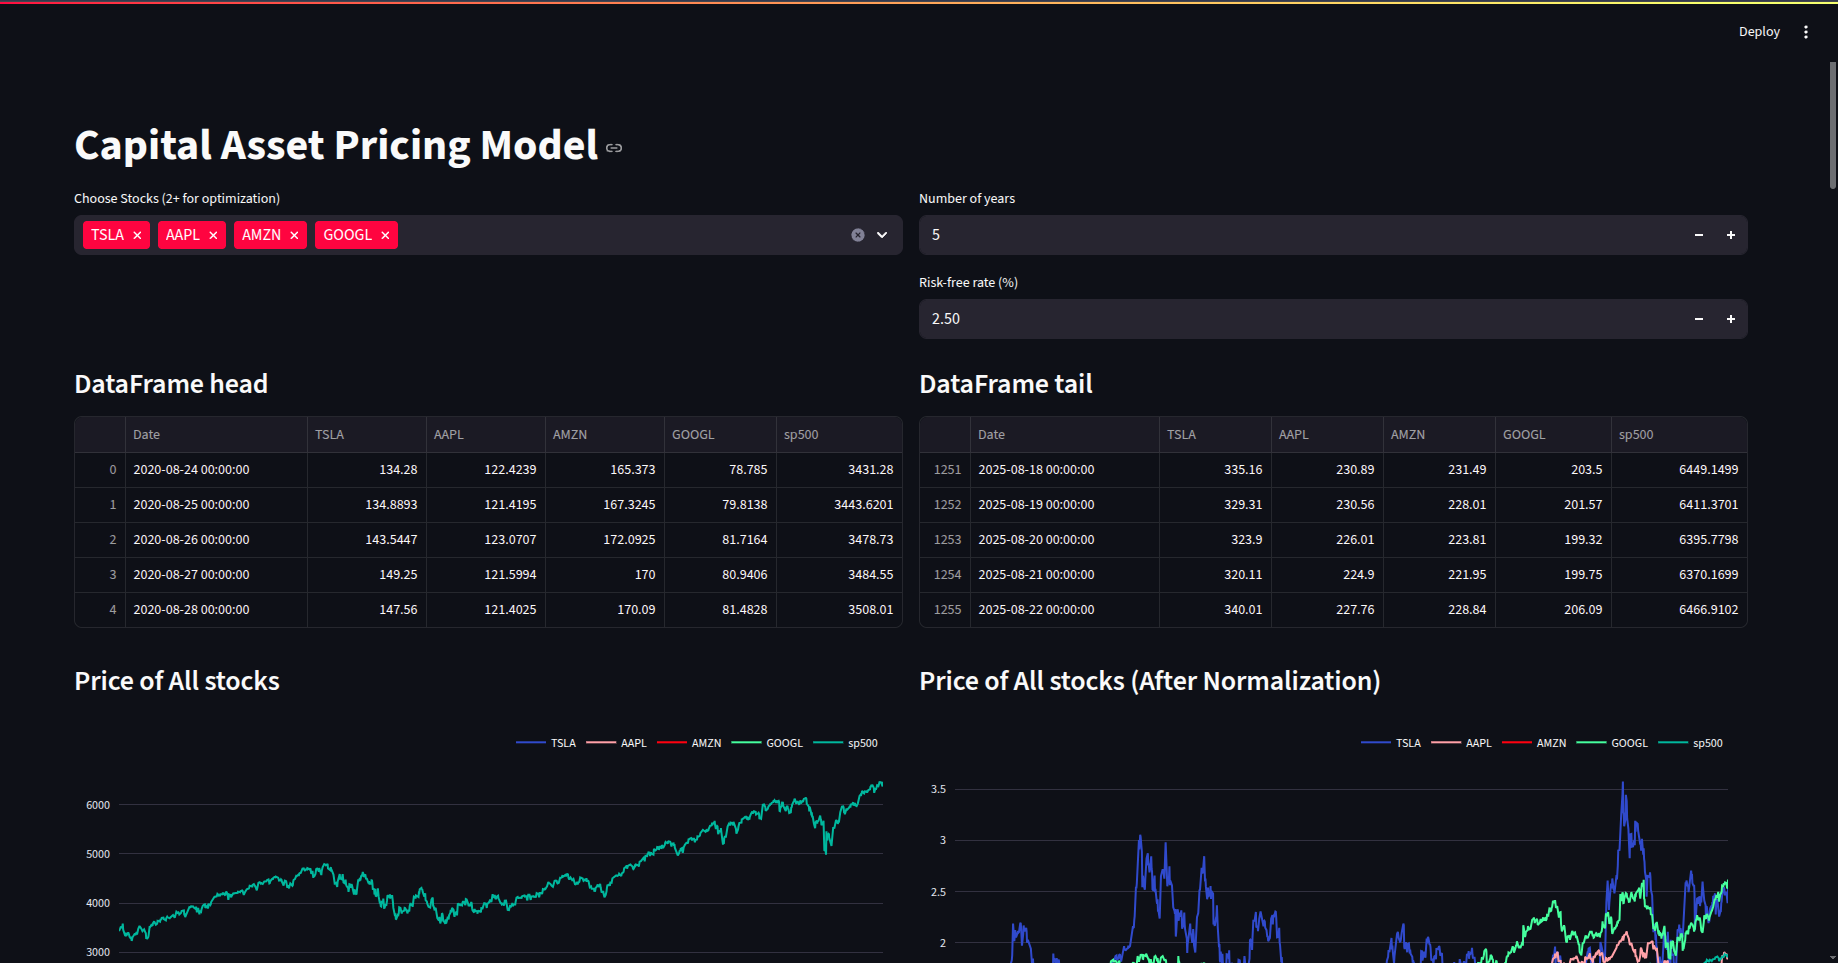 Deploy
Capital Asset Pricing Model
Choose Stocks (2+ for optimization)
TSLA AAPL AMZN GOOGL
Number of years
5
Risk-free rate (%)
2.50
DataFrame head
Date TSLA AAPL AMZN GOOGL sp500
0 2020-08-24 00:00:00 134.28 122.4239 165.373 78.785 3431.28
1 2020-08-25 00:00:00 134.8893 121.4195 167.3245 79.8138 3443.6201
2 2020-08-26 00:00:00 143.5447 123.0707 172.0925 81.7164 3478.73
3 2020-08-27 00:00:00 149.25 121.5994 170 80.9406 3484.55
4 2020-08-28 00:00:00 147.56 121.4025 170.09 81.4828 3508.01
DataFrame tail
Date TSLA AAPL AMZN GOOGL sp500
1251 2025-08-18 00:00:00 335.16 230.89 231.49 203.5 6449.1499
1252 2025-08-19 00:00:00 329.31 230.56 228.01 201.57 6411.3701
1253 2025-08-20 00:00:00 323.9 226.01 223.81 199.32 6395.7798
1254 2025-08-21 00:00:00 320.11 224.9 221.95 199.75 6370.1699
1255 2025-08-22 00:00:00 340.01 227.76 228.84 206.09 6466.9102
Price of All stocks
TSLA AAPL AMZN GOOGL sp500
6000
5000
4000
3000
Price of All stocks (After Normalization)
TSLA AAPL AMZN GOOGL sp500
3.5
3
2.5
2